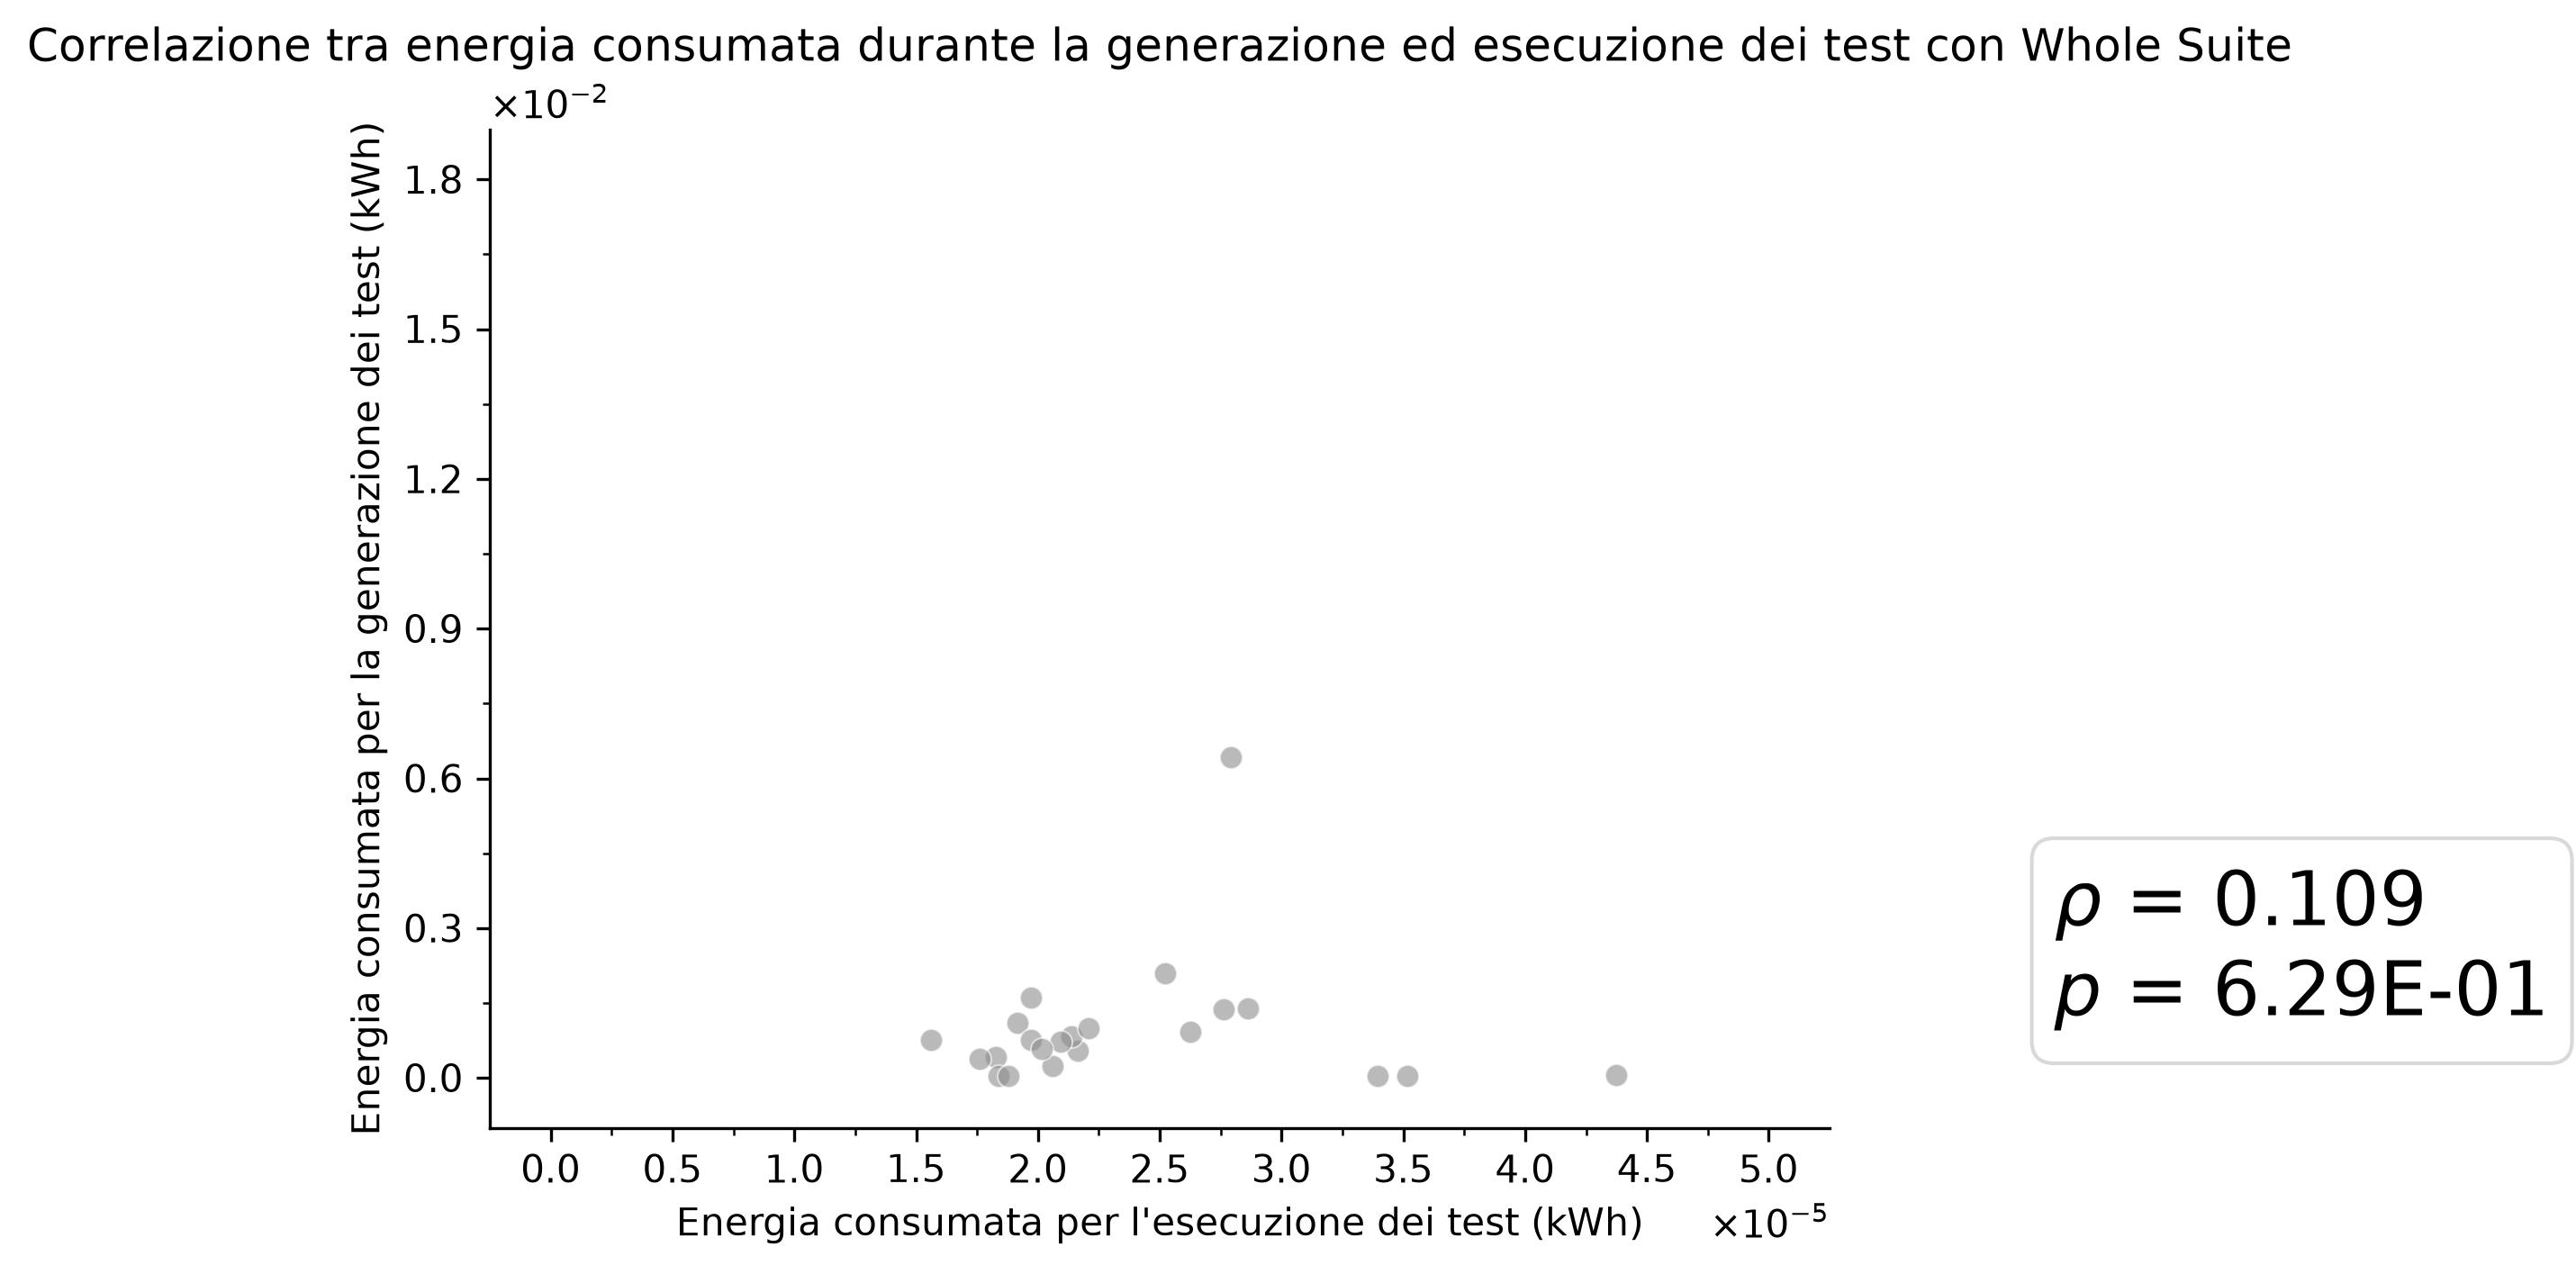 Correlazione tra energia consumata durante la generazione ed esecuzione dei test con Whole Suite
×10⁻²
Energia consumata per la generazione dei test (kWh)
1.8
1.5
1.2
0.9
0.6
0.3
0.0
ρ = 0.109
p = 6.29E-01
0.0 0.5 1.0 1.5 2.0 2.5 3.0 3.5 4.0 4.5 5.0
Energia consumata per l'esecuzione dei test (kWh) ×10⁻⁵